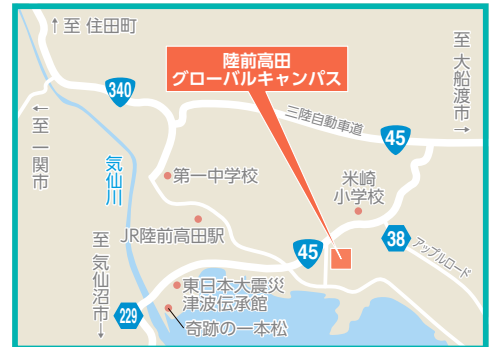 ↑至 住田町
陸前高田
グローバルキャンパス
至 大船渡市→
340
←至 一関市
三陸自動車道
45
気仙川
第一中学校
米崎
小学校
JR陸前高田駅
45
38
アップルロード
至 気仙沼市→
東日本大震災
津波伝承館
229
奇跡の一本松